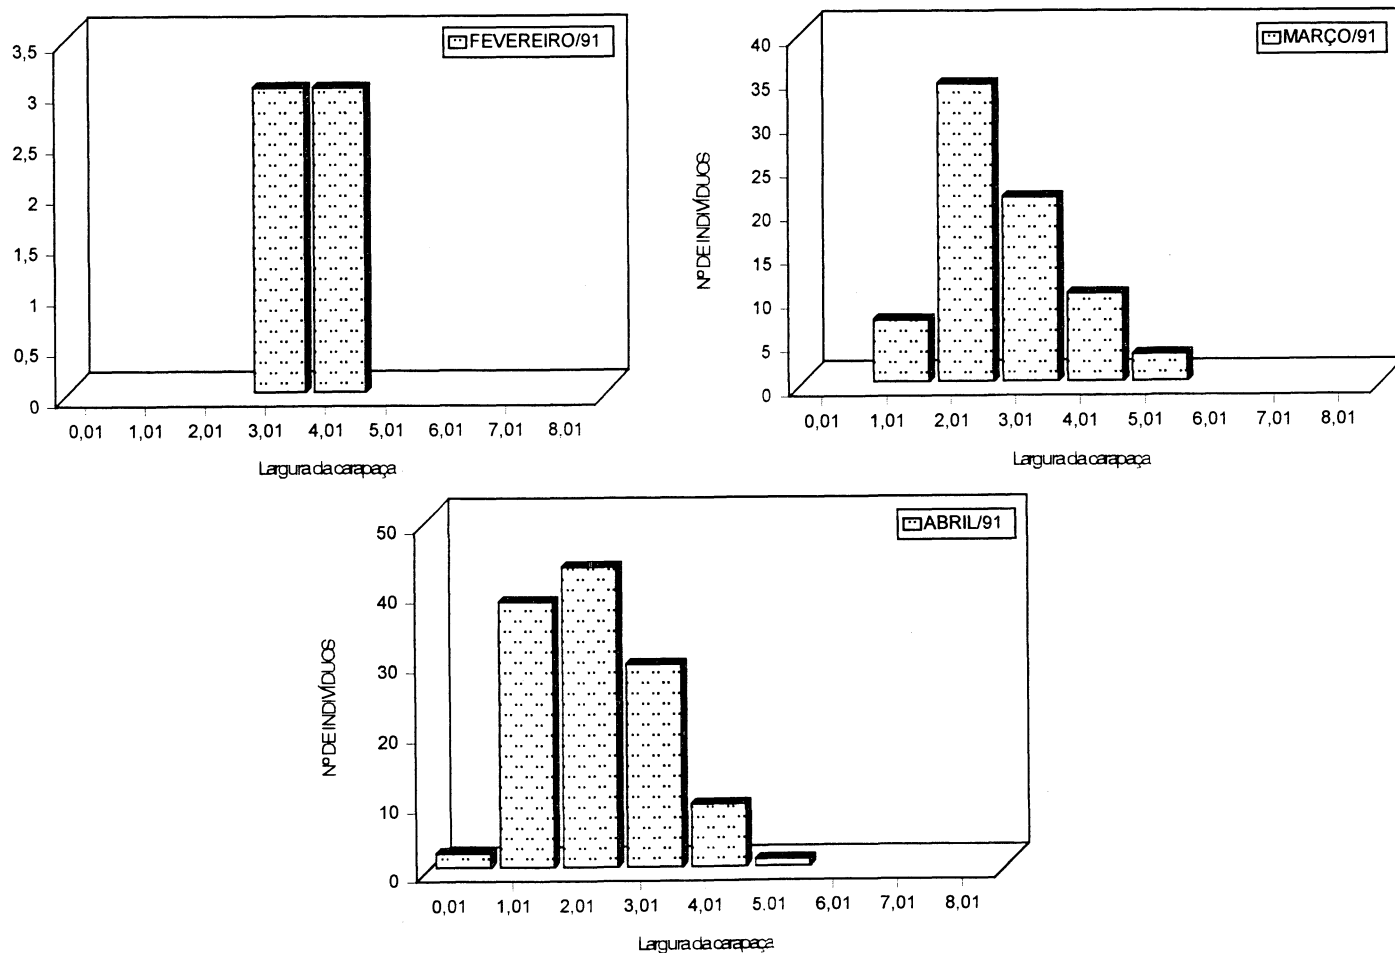 FEVEREIRO/91
3,5
3
2,5
2
1,5
1
0,5
0
0,01 1,01 2,01 3,01 4,01 5,01 6,01 7,01 8,01
Largura da carapaça
MARÇO/91
Nº DE INDIVÍDUOS
40
35
30
25
20
15
10
5
0
0,01 1,01 2,01 3,01 4,01 5,01 6,01 7,01 8,01
Largura da carapaça
ABRIL/91
Nº DE INDIVÍDUOS
50
40
30
20
10
0
0,01 1,01 2,01 3,01 4,01 5.01 6,01 7,01 8,01
Largura da carapaça